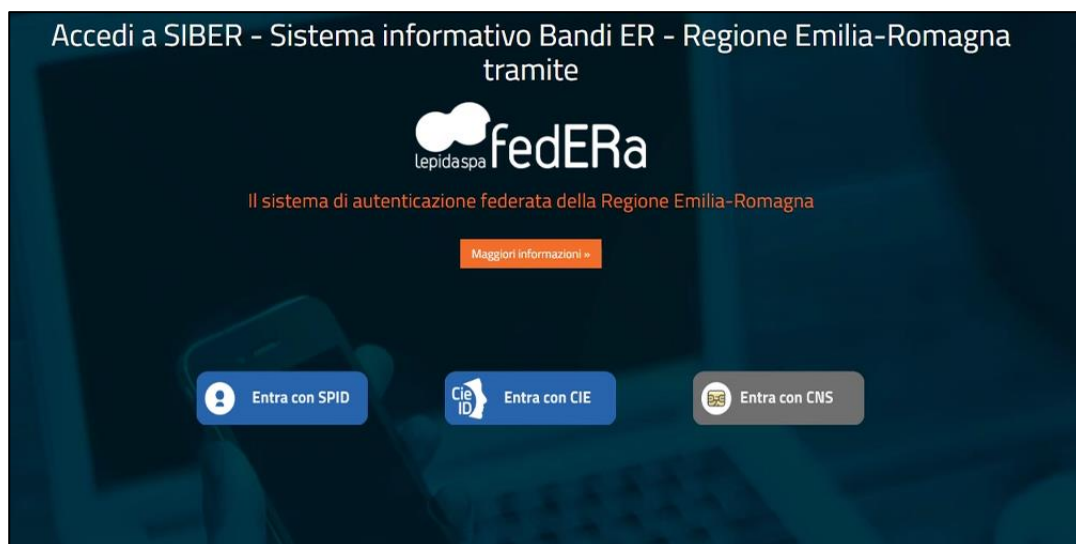 Accedi a SIBER - Sistema informativo Bandi ER - Regione Emilia-Romagna
tramite
lepidaspa fedERa
Il sistema di autenticazione federata della Regione Emilia-Romagna
Maggiori informazioni »
Entra con SPID
Cie ID Entra con CIE
Entra con CNS